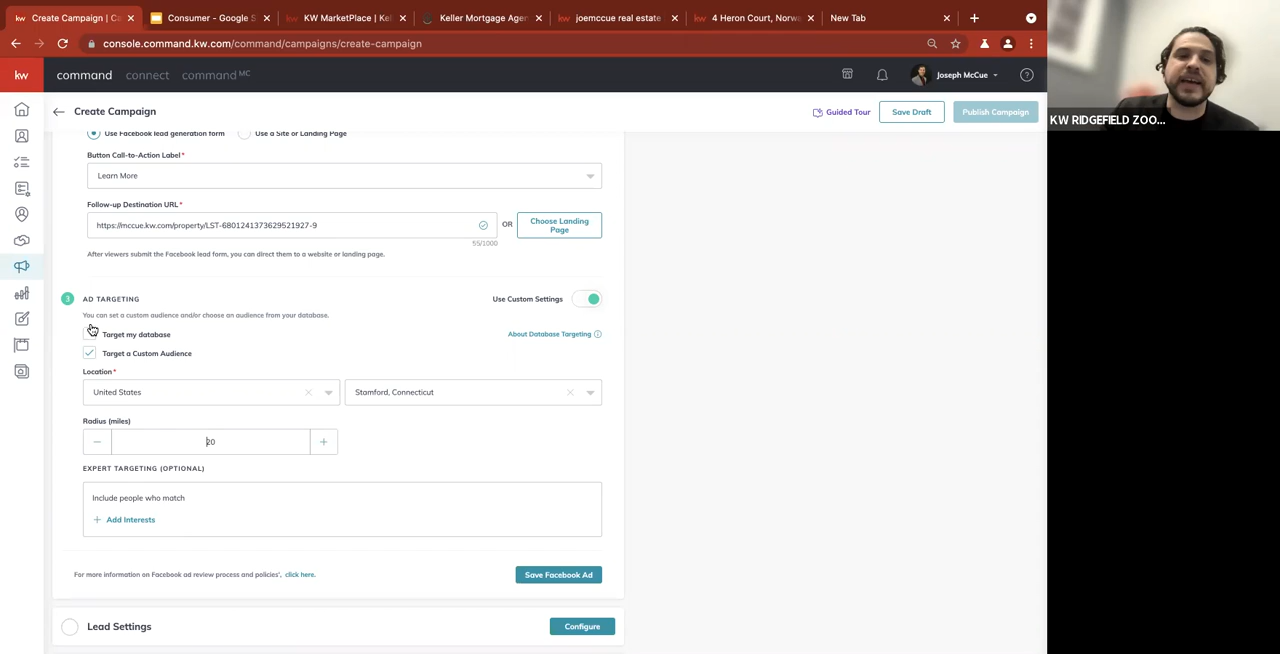 Create Campaign | Ca
Consumer - Google S
KW MarketPlace | Kel
Keller Mortgage Agen
joemccue real estate
4 Heron Court, Norwa
New Tab
console.command.kw.com/command/campaigns/create-campaign
kw
command
connect
command MC
Joseph McCue
Create Campaign
Guided Tour
Save Draft
Publish Campaign
KW RIDGEFIELD ZOO...
Use Facebook lead generation form
Use a Site or Landing Page
Button Call-to-Action Label*
Learn More
Follow-up Destination URL*
https://mccue.kw.com/property/LST-6801241373629521927-9
OR
Choose Landing
Page
55/1000
After viewers submit the Facebook lead form, you can direct them to a website or landing page.
3 AD TARGETING
Use Custom Settings
You can set a custom audience and/or choose an audience from your database.
Target my database
About Database Targeting
Target a Custom Audience
Location*
United States
Stamford, Connecticut
Radius (miles)
20
EXPERT TARGETING (OPTIONAL)
Include people who match
+ Add Interests
For more information on Facebook ad review process and policies', click here.
Save Facebook Ad
Lead Settings
Configure